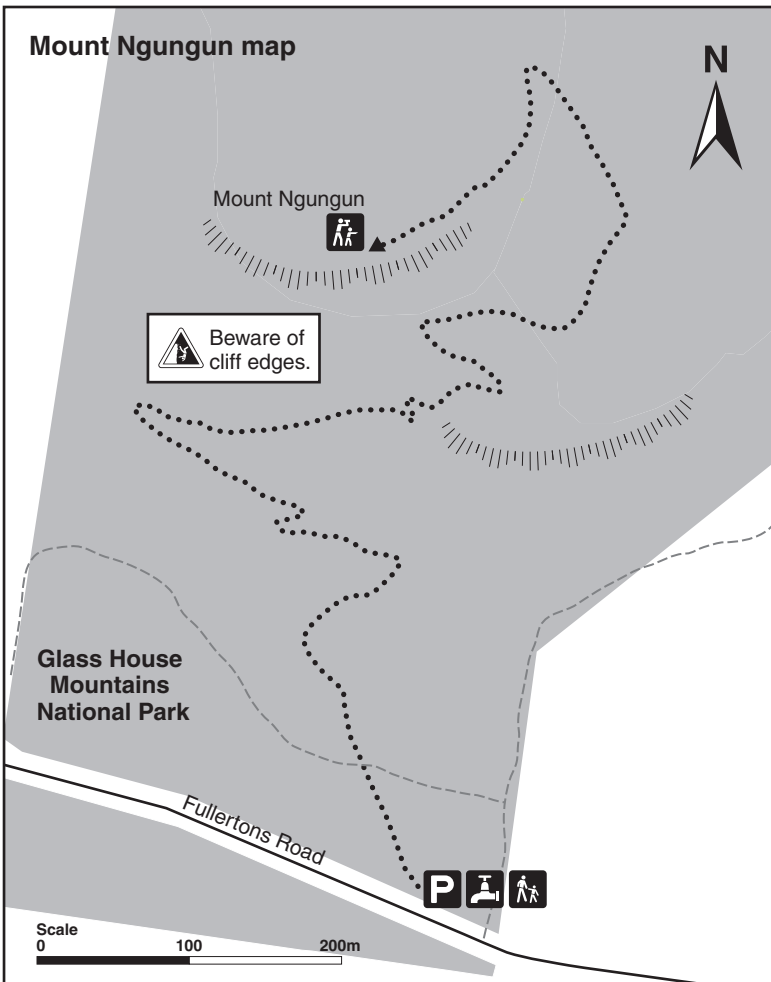 Mount Ngungun map
N
Mount Ngungun
Beware of
cliff edges.
Glass House
Mountains
National Park
Fullertons Road
P
Scale
0 100 200m